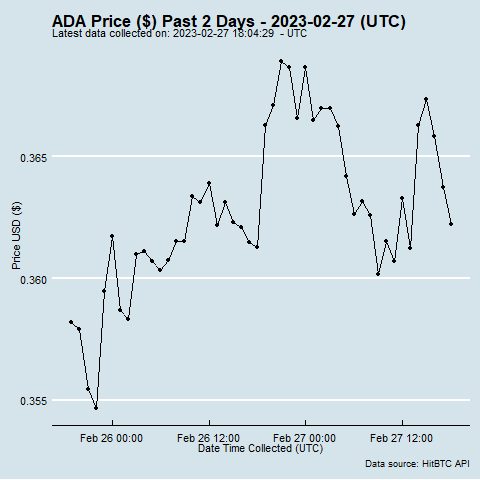 ADA Price ($) Past 2 Days - 2023-02-27 (UTC)
Latest data collected on: 2023-02-27 18:04:29  - UTC
Price USD ($)
0.365
0.360
0.355
Feb 26 00:00
Feb 26 12:00
Feb 27 00:00
Feb 27 12:00
Date Time Collected (UTC)
Data source: HitBTC API